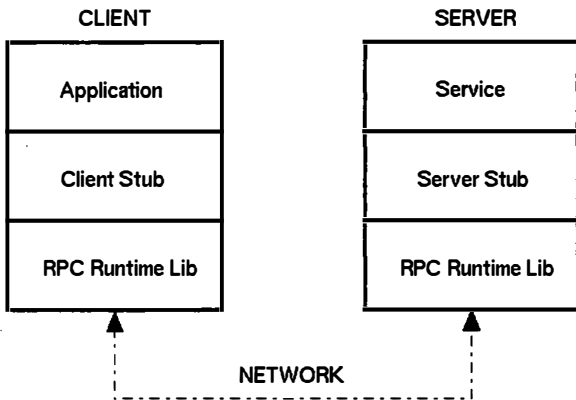 CLIENT
SERVER
Application
Service
Client Stub
Server Stub
RPC Runtime Lib
RPC Runtime Lib
NETWORK